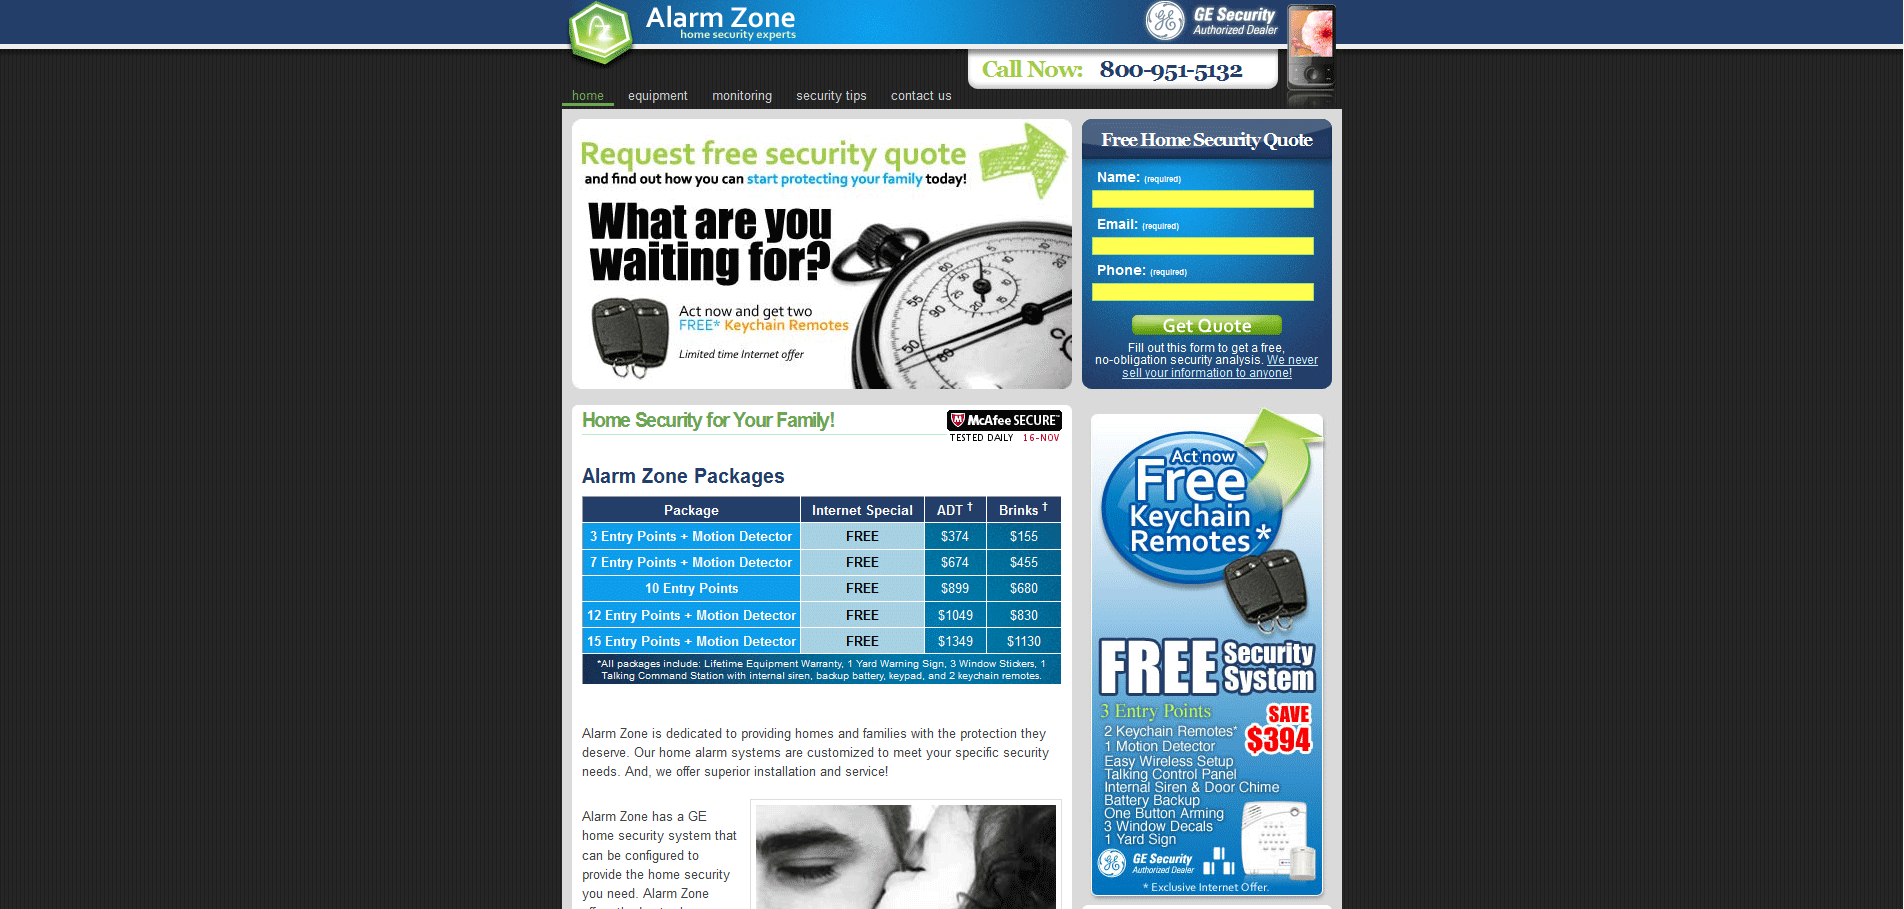 AZ
Alarm Zone
home security experts
GE Security
Authorized Dealer
Call Now: 800-951-5132
home equipment monitoring security tips contact us
Request free security quote
and find out how you can start protecting your family today!
What are you
waiting for?
Act now and get two
FREE* Keychain Remotes
Limited time Internet offer
55 5 10 15 20 60 50 90 55 50
Free Home Security Quote
Name: (required)
Email: (required)
Phone: (required)
Get Quote
Fill out this form to get a free,
no-obligation security analysis. We never
sell your information to anyone!
Home Security for Your Family!
McAfee SECURE™
TESTED DAILY 16-NOV
Alarm Zone Packages
Package Internet Special ADT † Brinks †
3 Entry Points + Motion Detector FREE $374 $155
7 Entry Points + Motion Detector FREE $674 $455
10 Entry Points FREE $899 $680
12 Entry Points + Motion Detector FREE $1049 $830
15 Entry Points + Motion Detector FREE $1349 $1130
*All packages include: Lifetime Equipment Warranty, 1 Yard Warning Sign, 3 Window Stickers, 1
Talking Command Station with internal siren, backup battery, keypad, and 2 keychain remotes.
Alarm Zone is dedicated to providing homes and families with the protection they
deserve. Our home alarm systems are customized to meet your specific security
needs. And, we offer superior installation and service!
Alarm Zone has a GE
home security system that
can be configured to
provide the home security
you need. Alarm Zone
Act now
Free
Keychain
Remotes*
FREE Security
System
3 Entry Points
SAVE
$394
2 Keychain Remotes*
1 Motion Detector
Easy Wireless Setup
Talking Control Panel
Internal Siren & Door Chime
Battery Backup
One Button Arming
3 Window Decals
1 Yard Sign
GE Security
Authorized Dealer
* Exclusive Internet Offer.